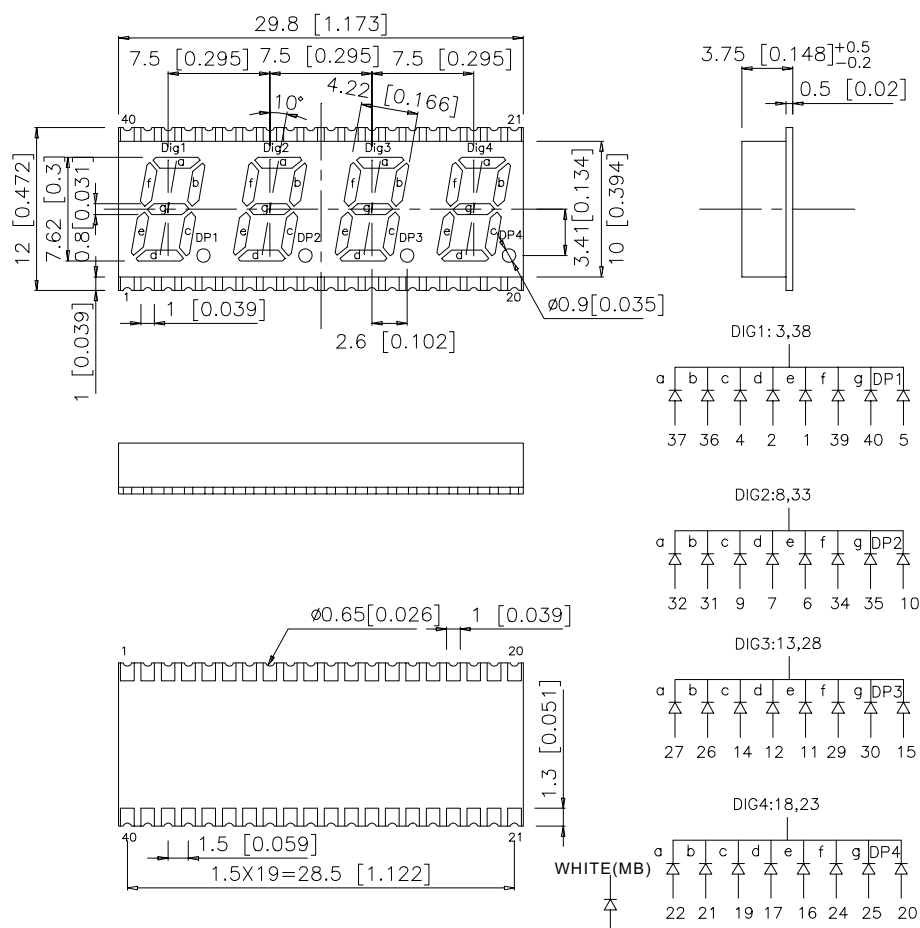 29.8 [1.173]
7.5 [0.295]
7.5 [0.295]
7.5 [0.295]
4.22 [0.166]
10°
40
21
Dig1
Dig2
Dig3
Dig4
a
a
a
a
f
b
f
b
f
b
f
b
g
g
g
g
e
c
e
c
e
c
e
c
d
d
d
d
DP1
DP2
DP3
DP4
12 [0.472]
7.62 [0.3]
0.8[0.031]
3.41[0.134]
10 [0.394]
1
20
1 [0.039]
1 [0.039]
2.6 [0.102]
ø0.9[0.035]
3.75 [0.148]+0.5 −0.2
0.5 [0.02]
DIG1:3,38
a b c d e f g DP1
37 36 4 2 1 39 40 5
DIG2:8,33
a b c d e f g DP2
32 31 9 7 6 34 35 10
DIG3:13,28
a b c d e f g DP3
27 26 14 12 11 29 30 15
DIG4:18,23
a b c d e f g DP4
22 21 19 17 16 24 25 20
WHITE(MB)
ø0.65[0.026]
1 [0.039]
1
20
1.3 [0.051]
40
21
1.5 [0.059]
1.5X19=28.5 [1.122]